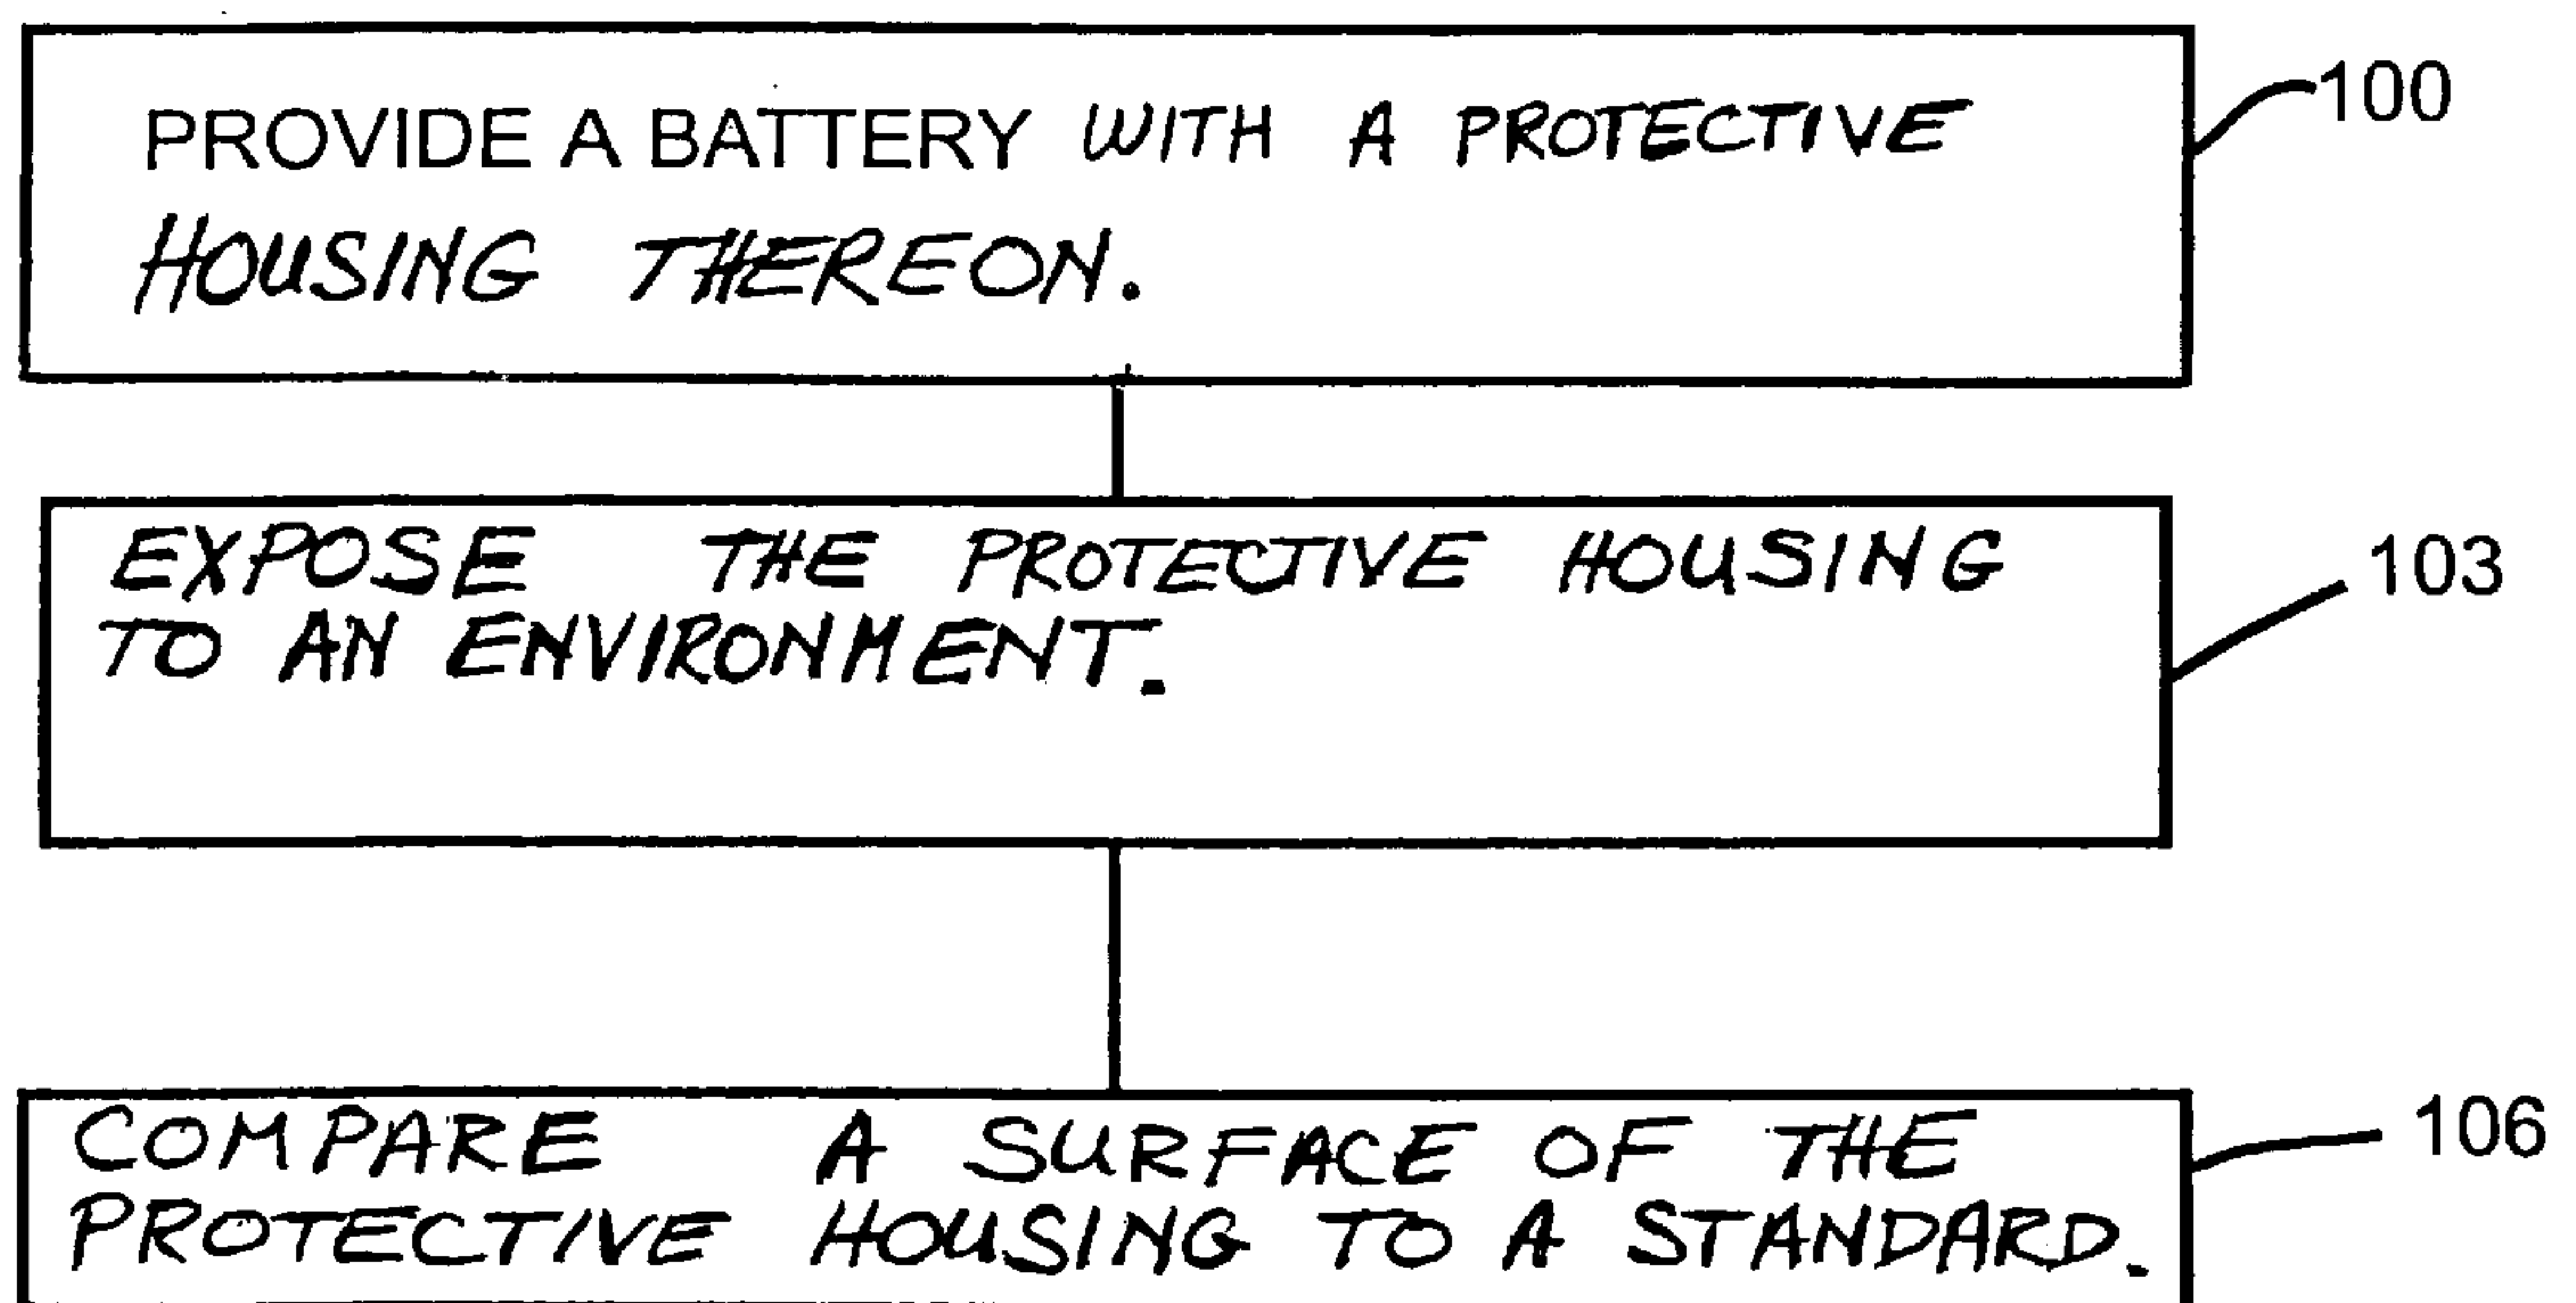 PROVIDE A BATTERY WITH A PROTECTIVE
HOUSING THEREON.
100
EXPOSE THE PROTECTIVE HOUSING
TO AN ENVIRONMENT.
103
COMPARE A SURFACE OF THE
PROTECTIVE HOUSING TO A STANDARD.
106